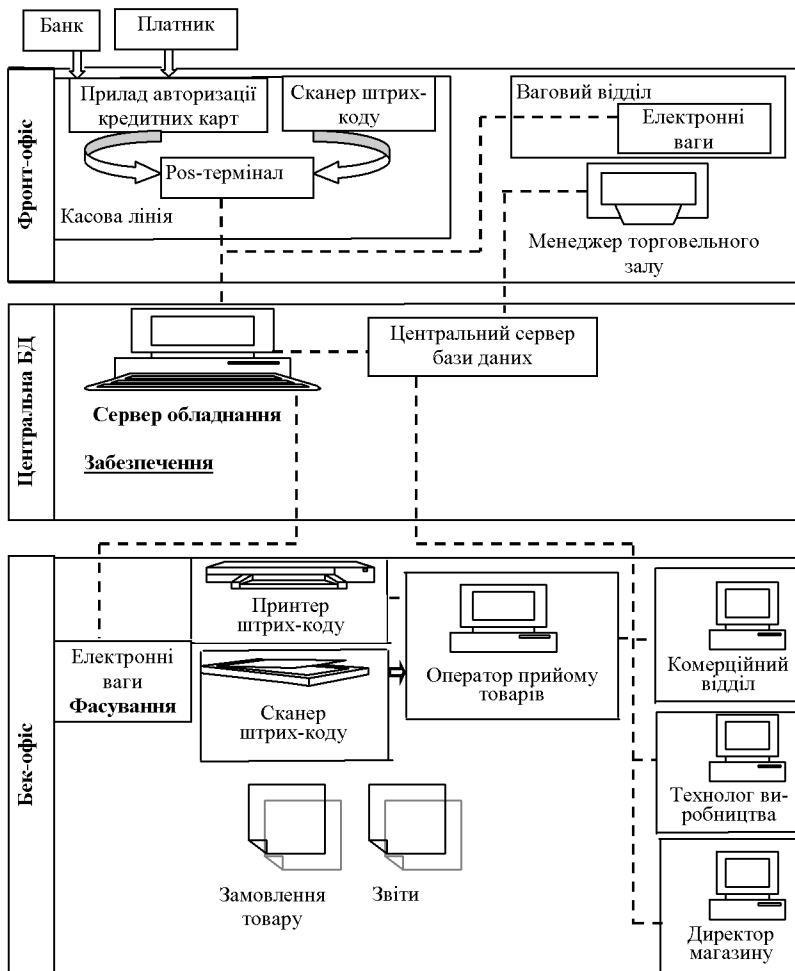 Банк
Платник
Фронт-офіс
Прилад авторизації
кредитних карт
Сканер штрих-
коду
Pos-термінал
Касова лінія
Ваговий відділ
Електронні
ваги
Менеджер торговельного
залу
Центральна БД
Сервер обладнання
Забезпечення
Центральний сервер
бази даних
Бек-офіс
Електронні
ваги
Фасування
Принтер
штрих-коду
Сканер
штрих-коду
Оператор прийому
товарів
Комерційний
відділ
Технолог ви-
робництва
Директор
магазину
Замовлення
товару
Звіти